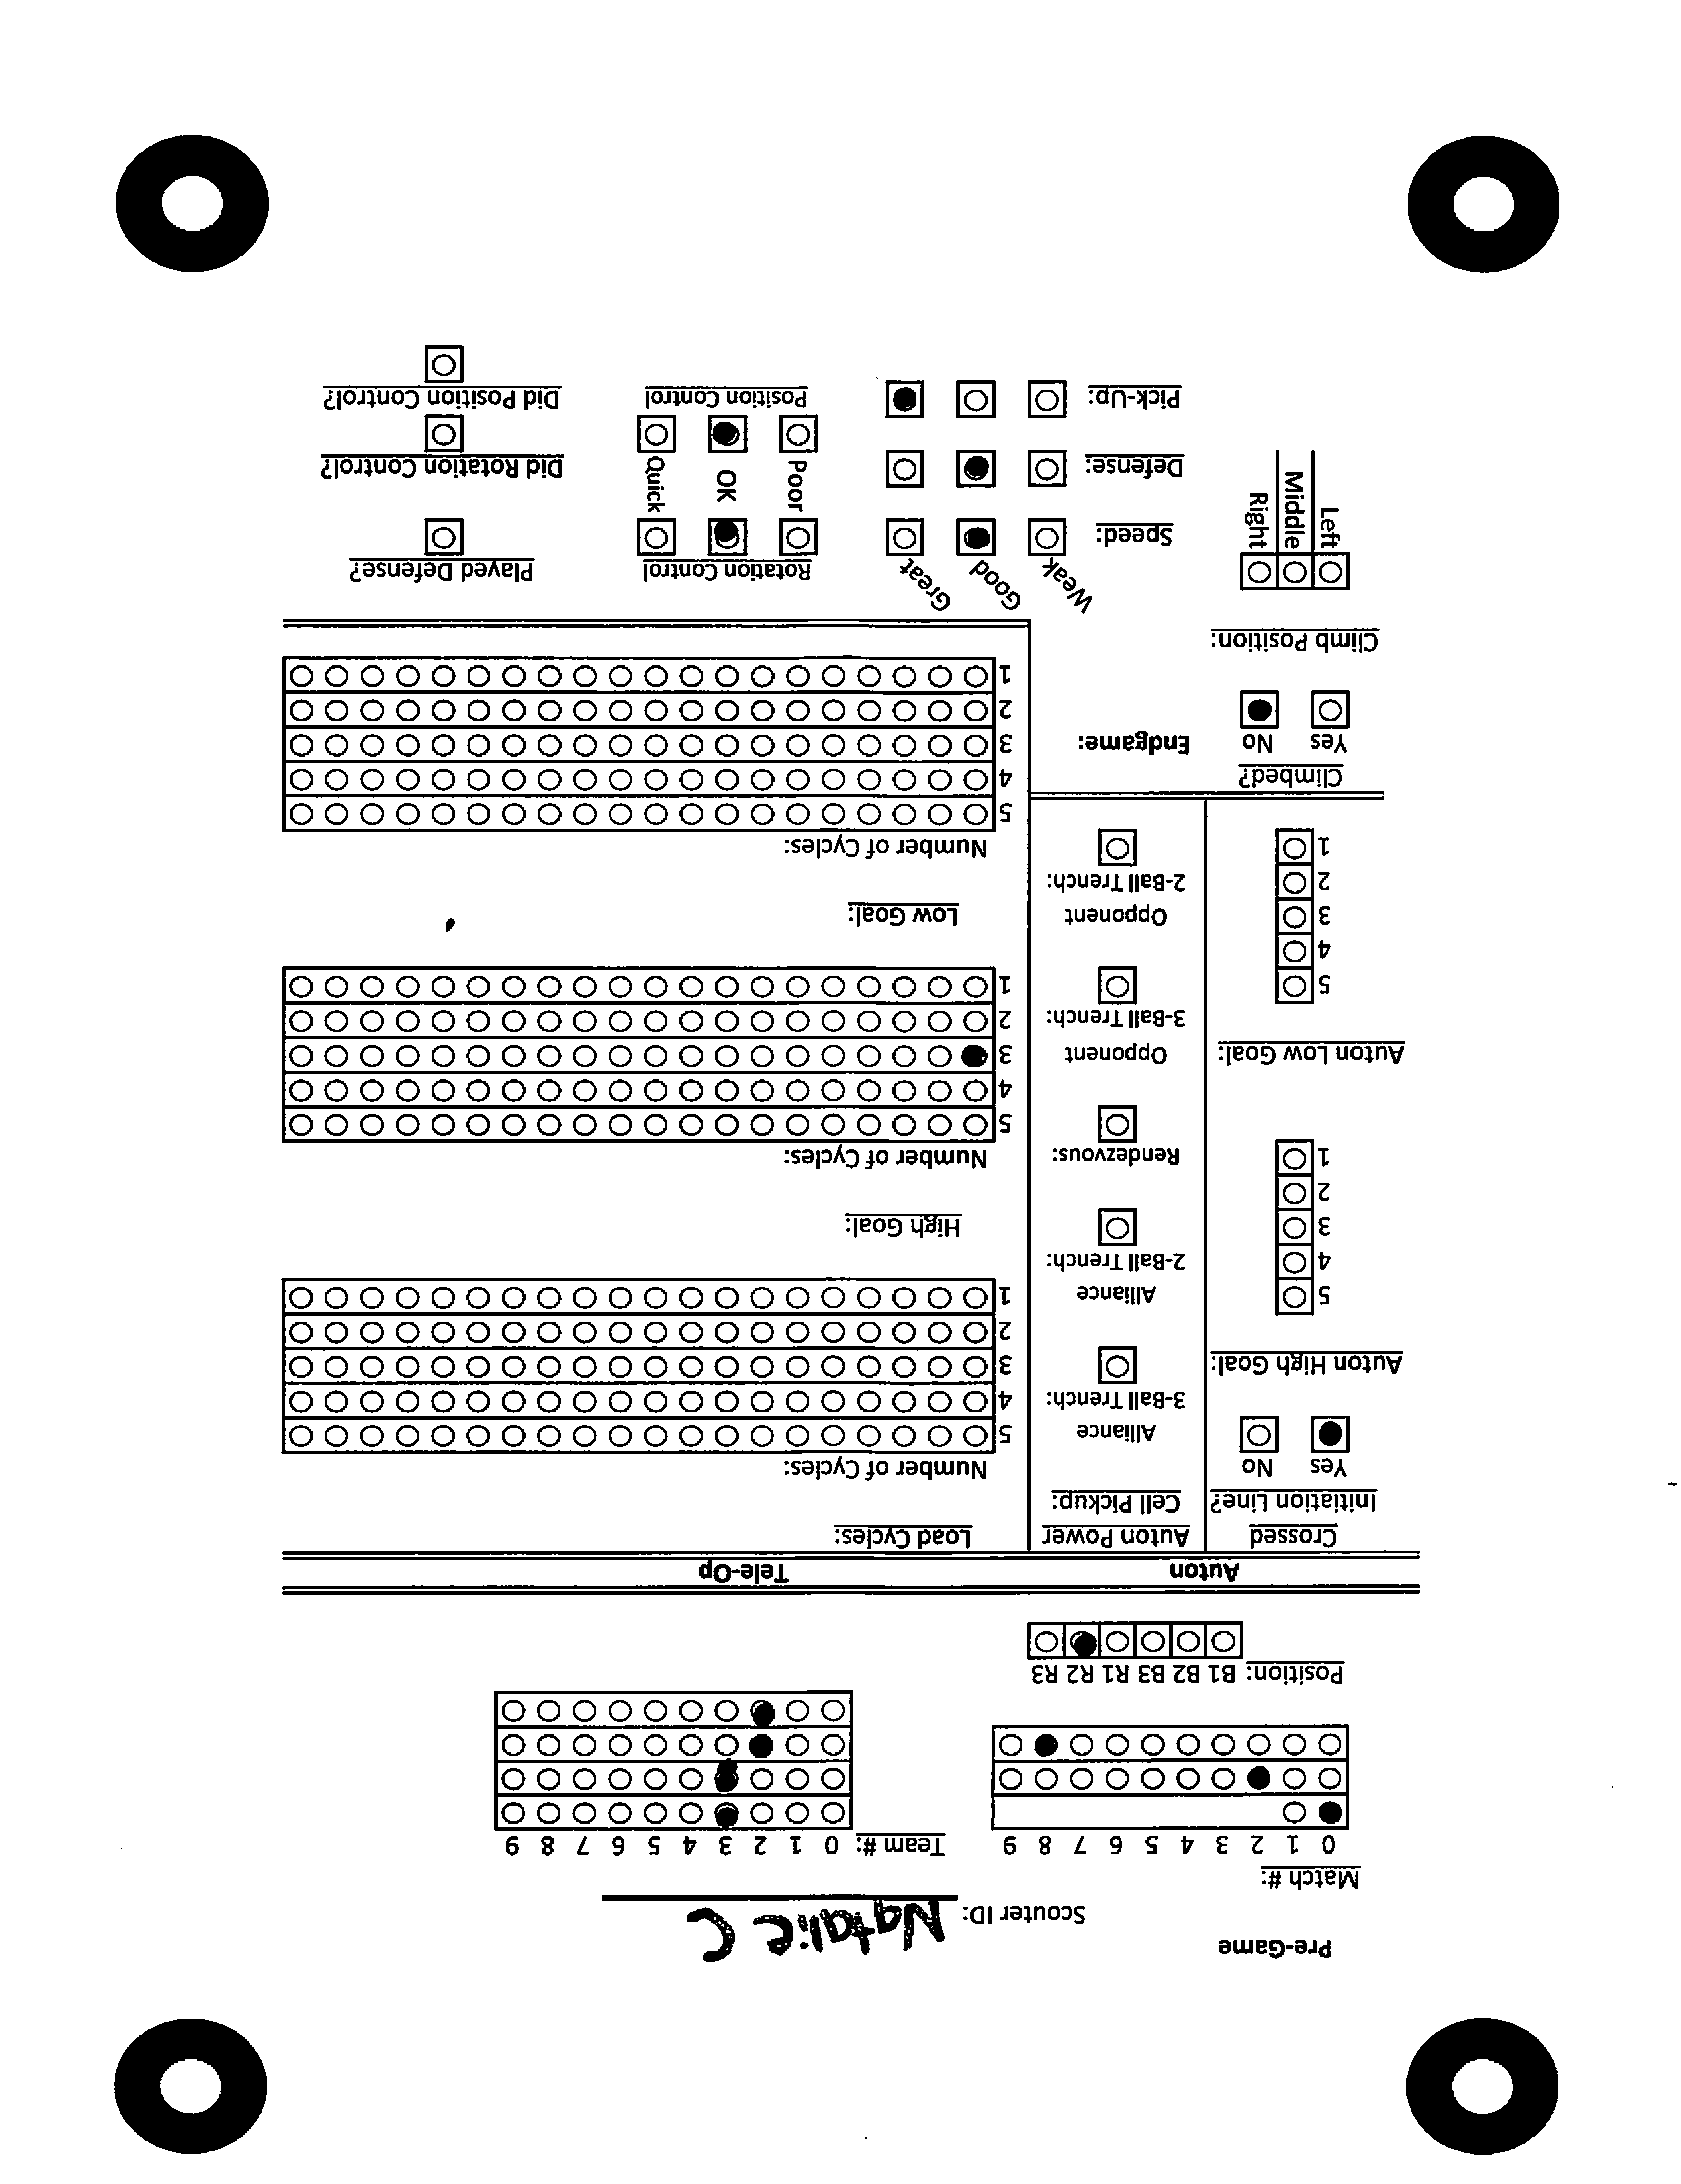 Pre-Game
Scouter ID: Natalie C
Match #:
0 1 2 3 4 5 6 7 8 9
Team #: 0 1 2 3 4 5 6 7 8 9
Position: B1 B2 B3 R1 R2 R3
Auton
Tele-Op
Crossed
Initiation Line?
Yes No
Auton High Goal:
5
4
3
2
1
Auton Low Goal:
5
4
3
2
1
Auton Power
Cell Pickup:
Alliance
3-Ball Trench:
Alliance
2-Ball Trench:
Rendezvous:
Opponent
3-Ball Trench:
Opponent
2-Ball Trench:
Load Cycles:
Number of Cycles:
5
4
3
2
1
High Goal:
Number of Cycles:
5
4
3
2
1
Low Goal:
Number of Cycles:
5
4
3
2
1
Climbed?
Yes No
Endgame:
Climb Position:
Left
Middle
Right
Weak Good Great
Speed:
Defense:
Pick-Up:
Rotation Control
Poor OK Quick
Position Control
Played Defense?
Did Rotation Control?
Did Position Control?